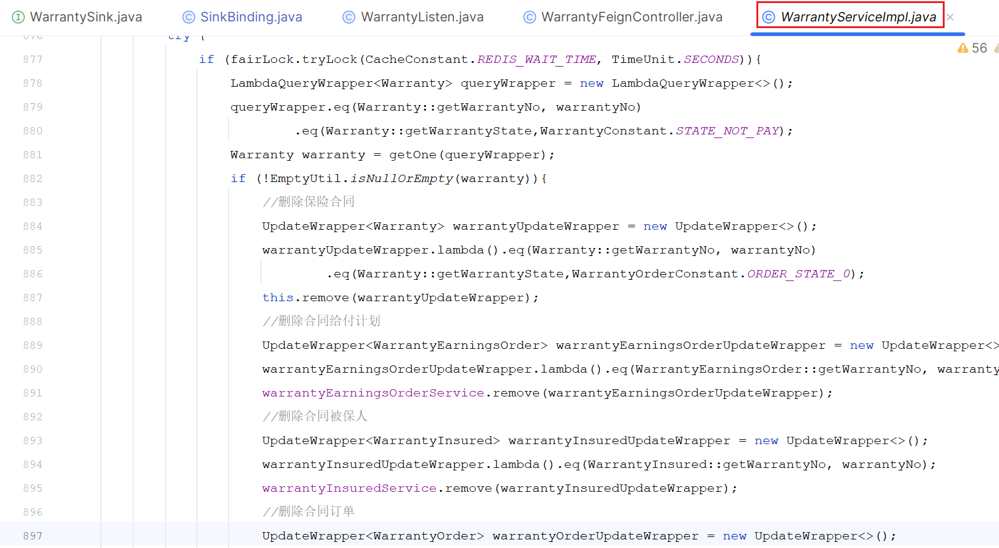 WarrantySink.java SinkBinding.java WarrantyListen.java WarrantyFeignController.java WarrantyServiceImpl.java
56
876 try {
877 if (fairLock.tryLock(CacheConstant.REDIS_WAIT_TIME, TimeUnit.SECONDS)){
878 LambdaQueryWrapper<Warranty> queryWrapper = new LambdaQueryWrapper<>();
879 queryWrapper.eq(Warranty::getWarrantyNo, warrantyNo)
880 .eq(Warranty::getWarrantyState,WarrantyConstant.STATE_NOT_PAY);
881 Warranty warranty = getOne(queryWrapper);
882 if (!EmptyUtil.isNullOrEmpty(warranty)){
883 //删除保险合同
884 UpdateWrapper<Warranty> warrantyUpdateWrapper = new UpdateWrapper<>();
885 warrantyUpdateWrapper.lambda().eq(Warranty::getWarrantyNo, warrantyNo)
886 .eq(Warranty::getWarrantyState,WarrantyOrderConstant.ORDER_STATE_0);
887 this.remove(warrantyUpdateWrapper);
888 //删除合同给付计划
889 UpdateWrapper<WarrantyEarningsOrder> warrantyEarningsOrderUpdateWrapper = new UpdateWrapper<>
890 warrantyEarningsOrderUpdateWrapper.lambda().eq(WarrantyEarningsOrder::getWarrantyNo, warranty
891 warrantyEarningsOrderService.remove(warrantyEarningsOrderUpdateWrapper);
892 //删除合同被保人
893 UpdateWrapper<WarrantyInsured> warrantyInsuredUpdateWrapper = new UpdateWrapper<>();
894 warrantyInsuredUpdateWrapper.lambda().eq(WarrantyInsured::getWarrantyNo, warrantyNo);
895 warrantyInsuredService.remove(warrantyInsuredUpdateWrapper);
896 //删除合同订单
897 UpdateWrapper<WarrantyOrder> warrantyOrderUpdateWrapper = new UpdateWrapper<>();